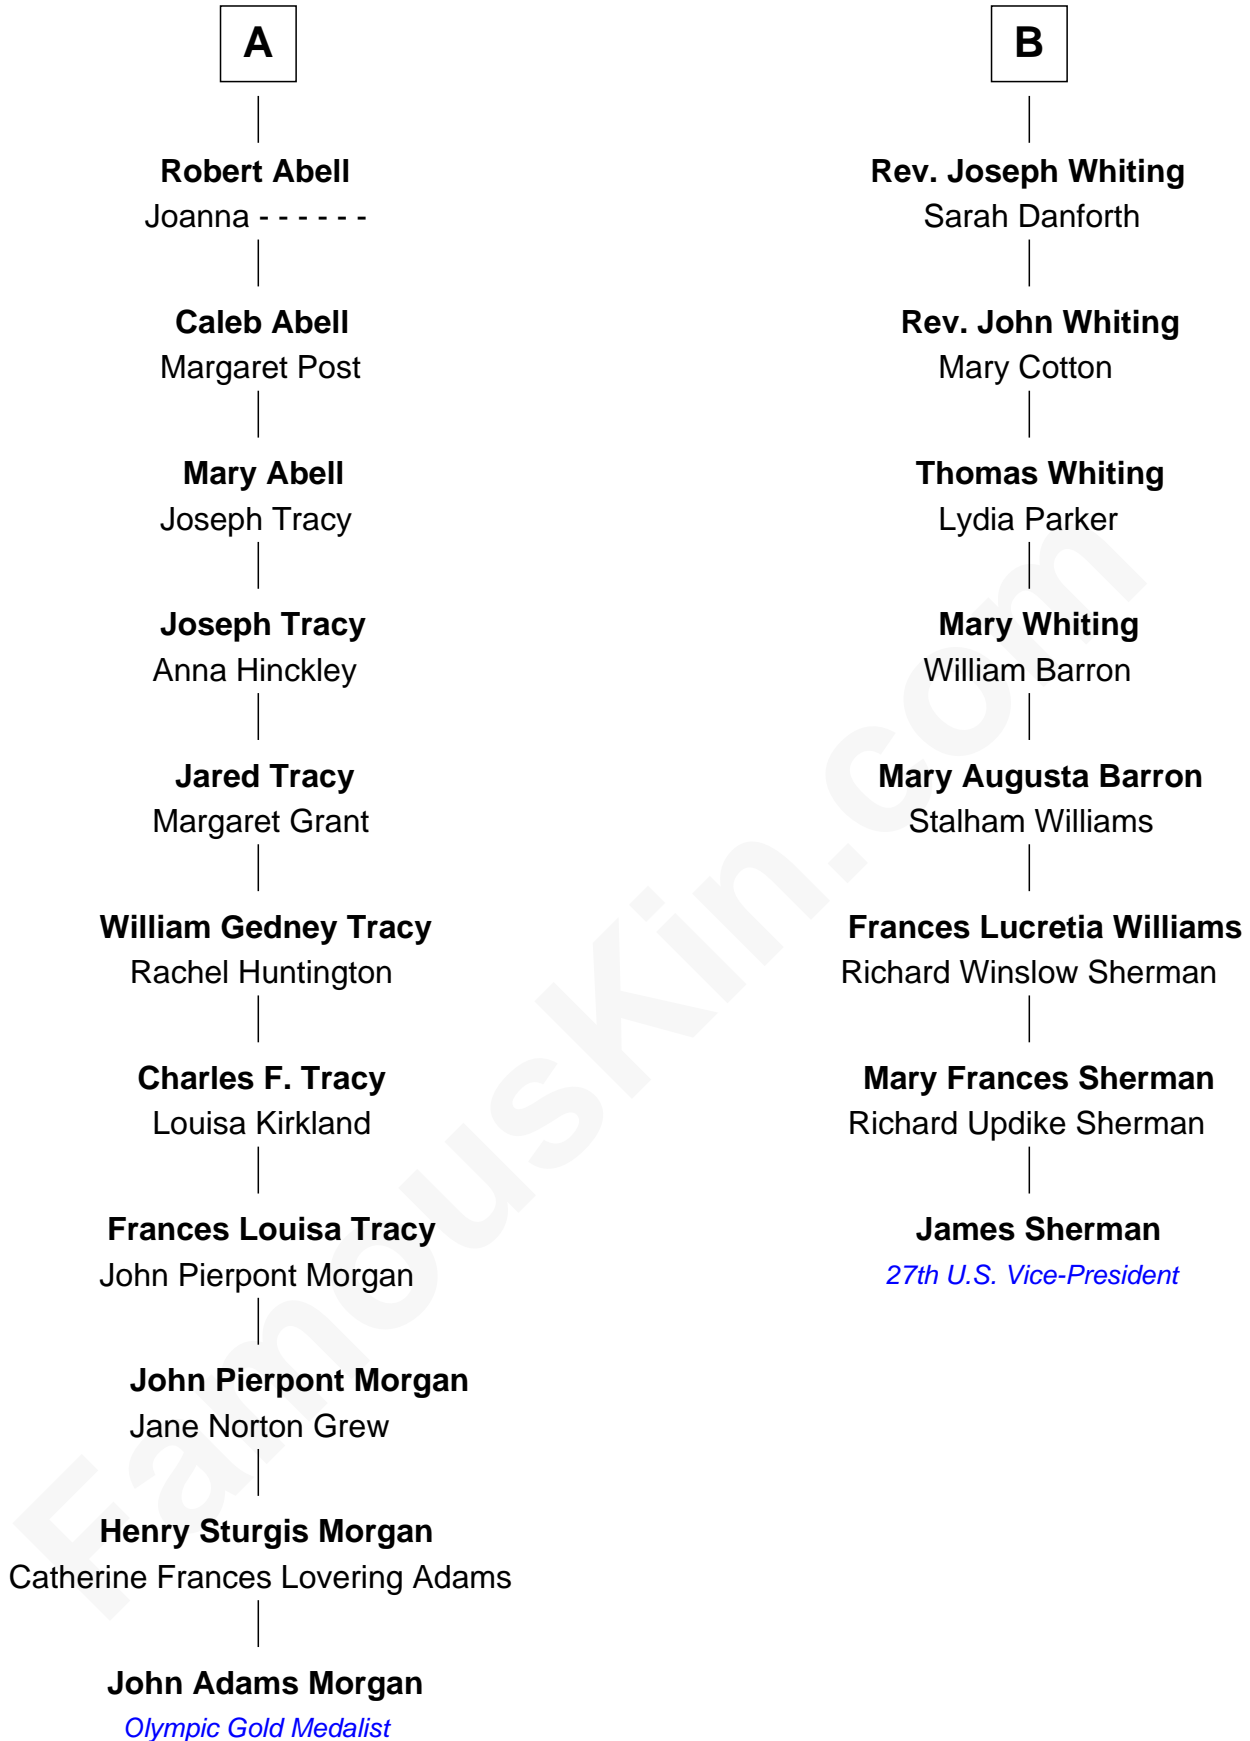 A
Robert Abell
Joanna - - - - - -
Caleb Abell
Margaret Post
Mary Abell
Joseph Tracy
Joseph Tracy
Anna Hinckley
Jared Tracy
Margaret Grant
William Gedney Tracy
Rachel Huntington
Charles F. Tracy
Louisa Kirkland
Frances Louisa Tracy
John Pierpont Morgan
John Pierpont Morgan
Jane Norton Grew
Henry Sturgis Morgan
Catherine Frances Lovering Adams
John Adams Morgan
Olympic Gold Medalist
B
Rev. Joseph Whiting
Sarah Danforth
Rev. John Whiting
Mary Cotton
Thomas Whiting
Lydia Parker
Mary Whiting
William Barron
Mary Augusta Barron
Stalham Williams
Frances Lucretia Williams
Richard Winslow Sherman
Mary Frances Sherman
Richard Updike Sherman
James Sherman
27th U.S. Vice-President
FamousKin.com